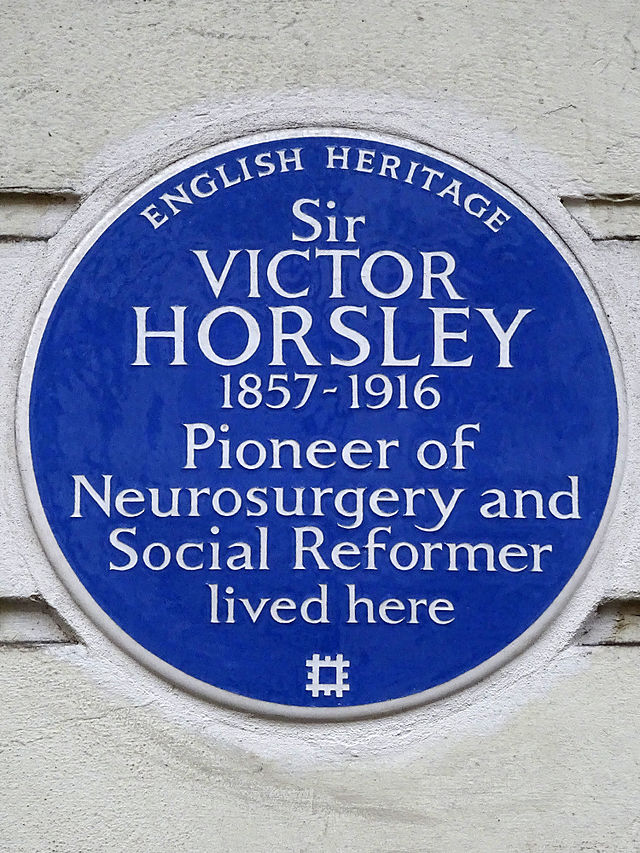 ENGLISH HERITAGE
Sir
VICTOR
HORSLEY
1857-1916
Pioneer of
Neurosurgery and
Social Reformer
lived here